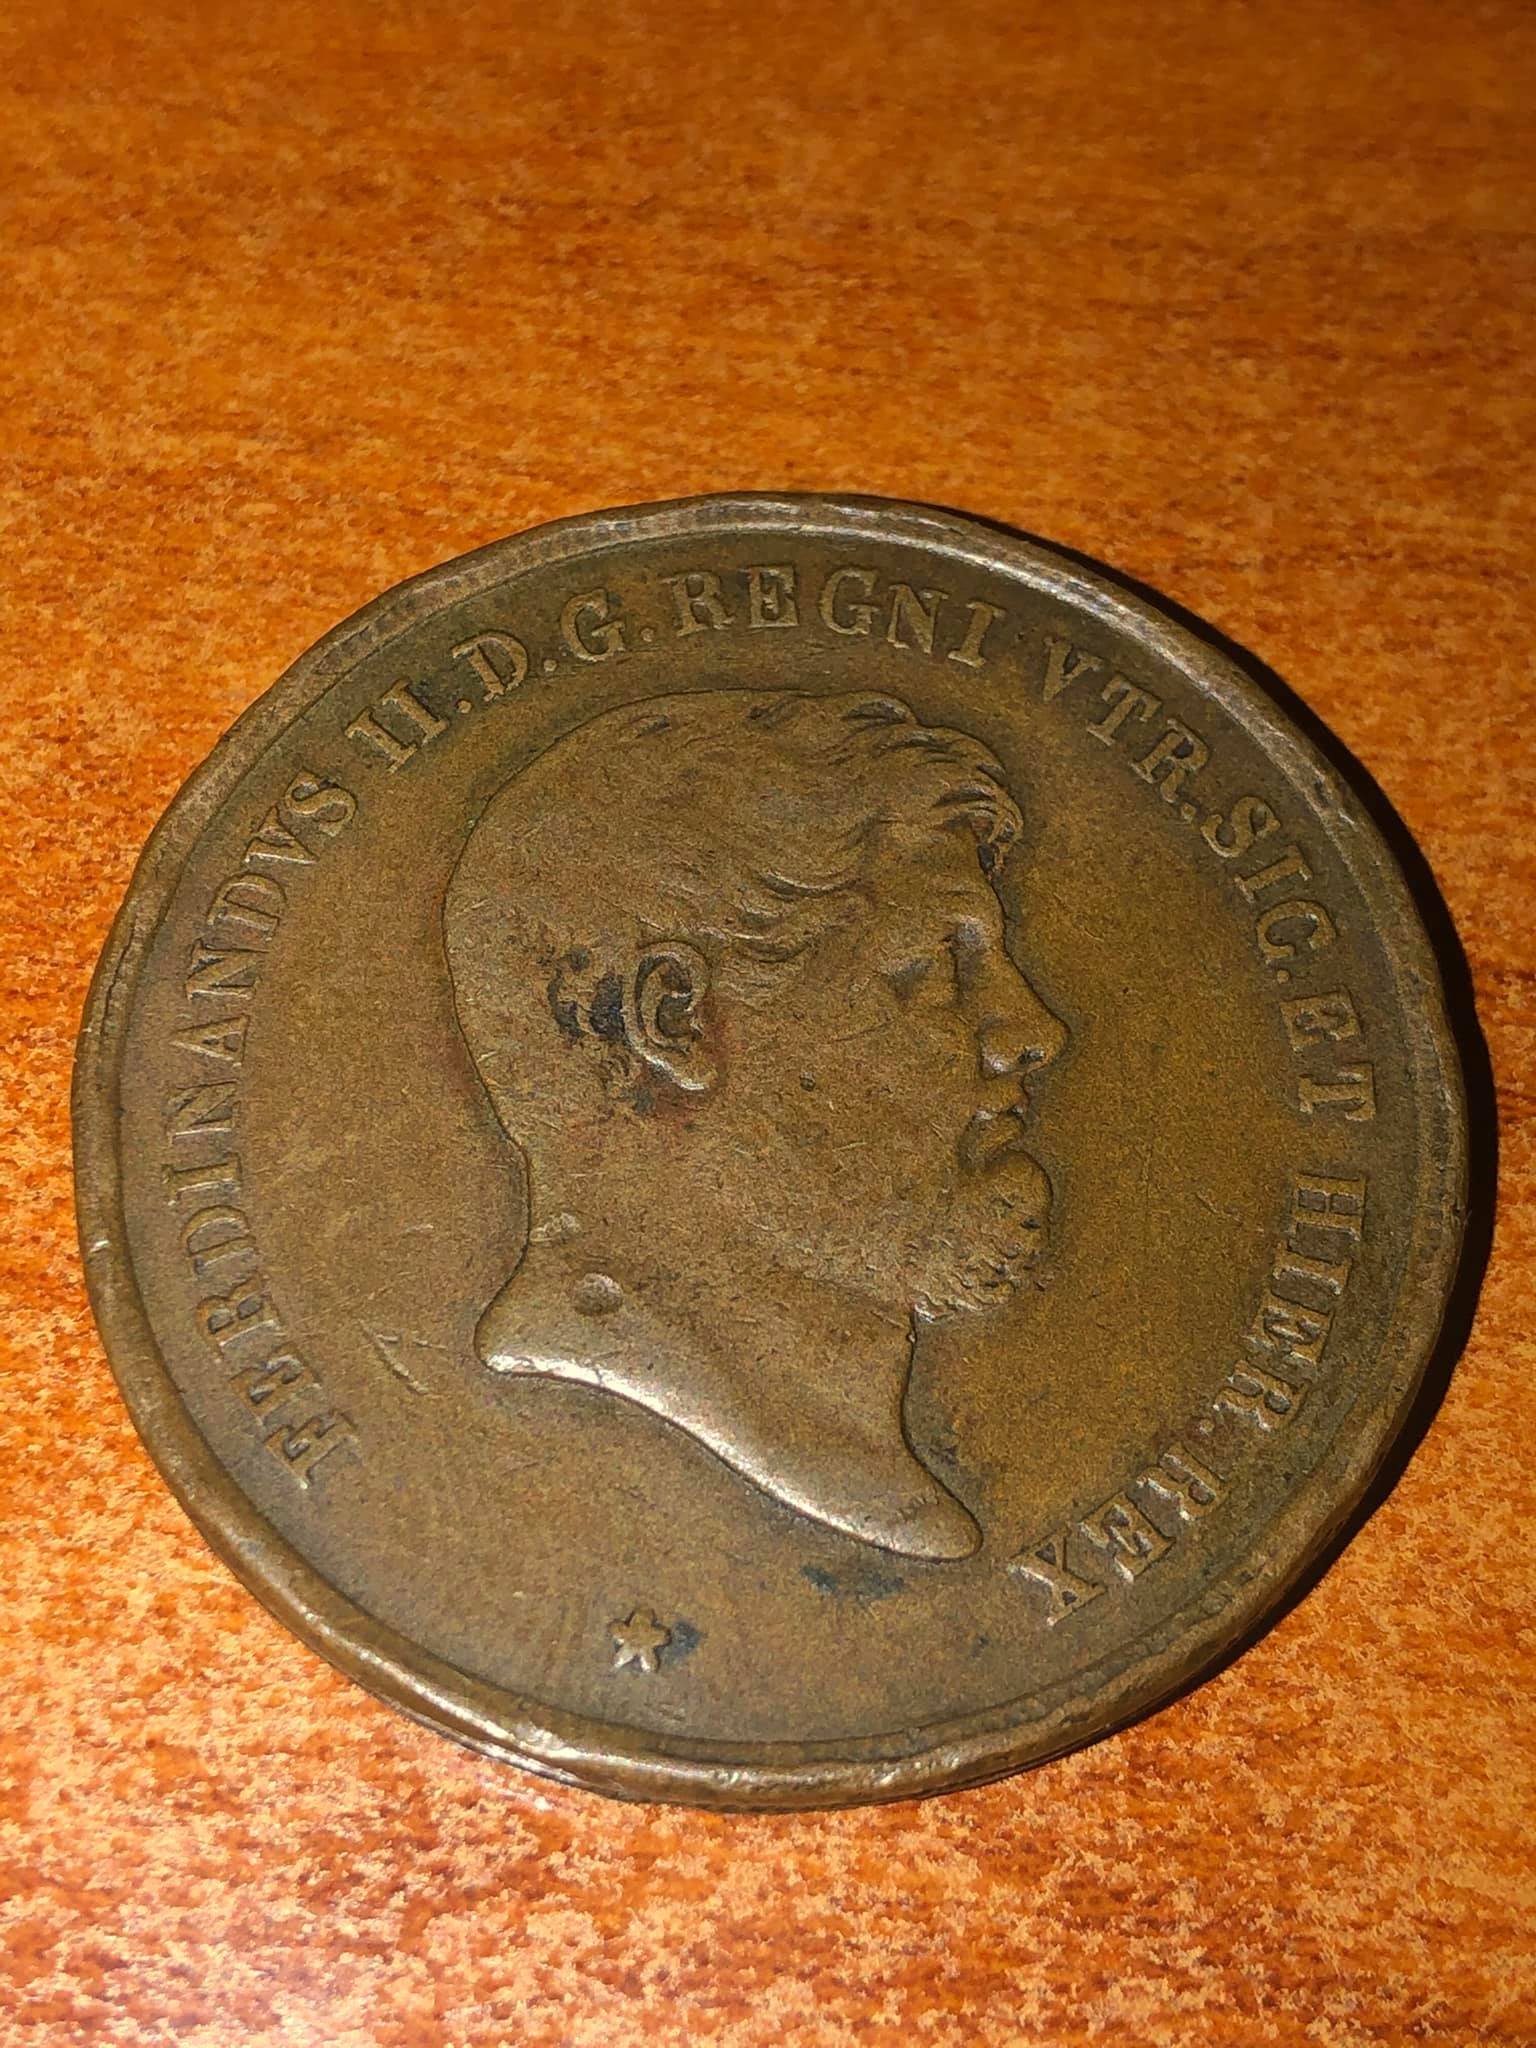 FERDINANDVS II.D.G.REGNI VTR.SIC.ET HIER.REX